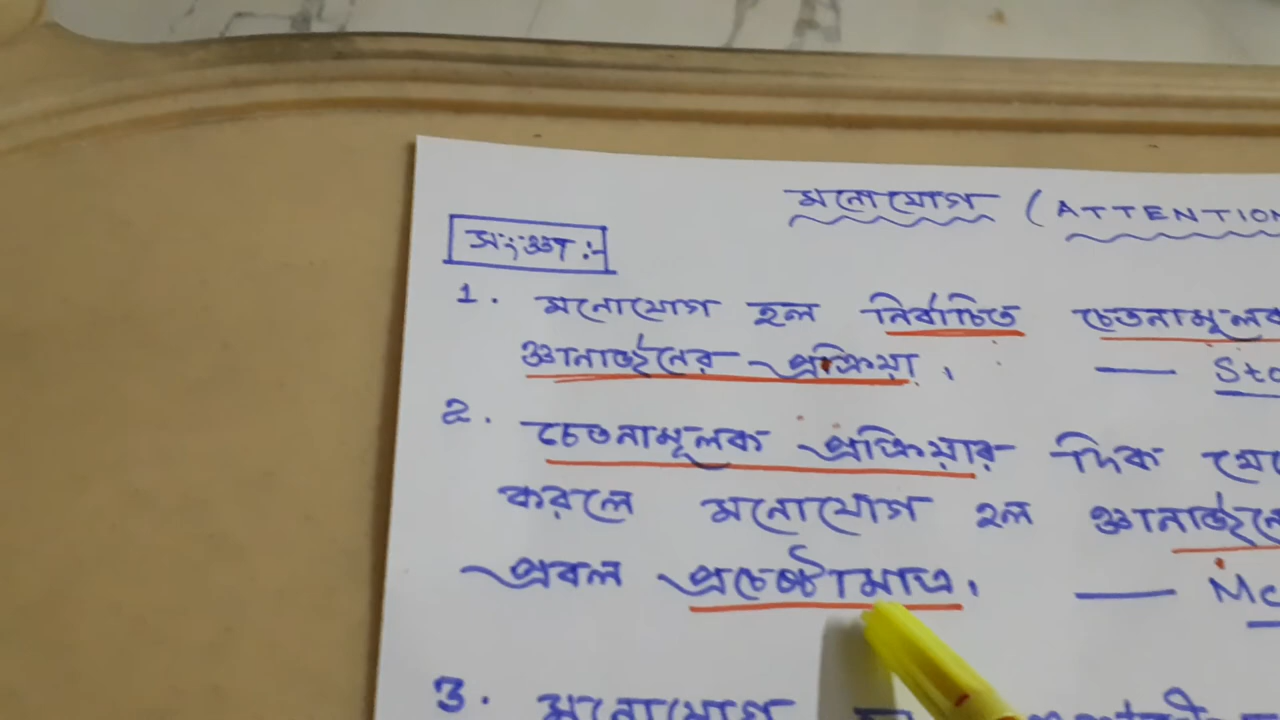 মনোযোগ (ATTENTION
সংজ্ঞা :-
1. মনোযোগ হল নির্বাচিত চেতনামূলক
জ্ঞানার্জনের প্রক্রিয়া। — Sto
2. চেতনামূলক প্রক্রিয়ার দিক থে
করলে মনোযোগ হল জ্ঞানার্জনে
প্রবল প্রচেষ্টামাত্র। — Mc
3. মনোযোগ